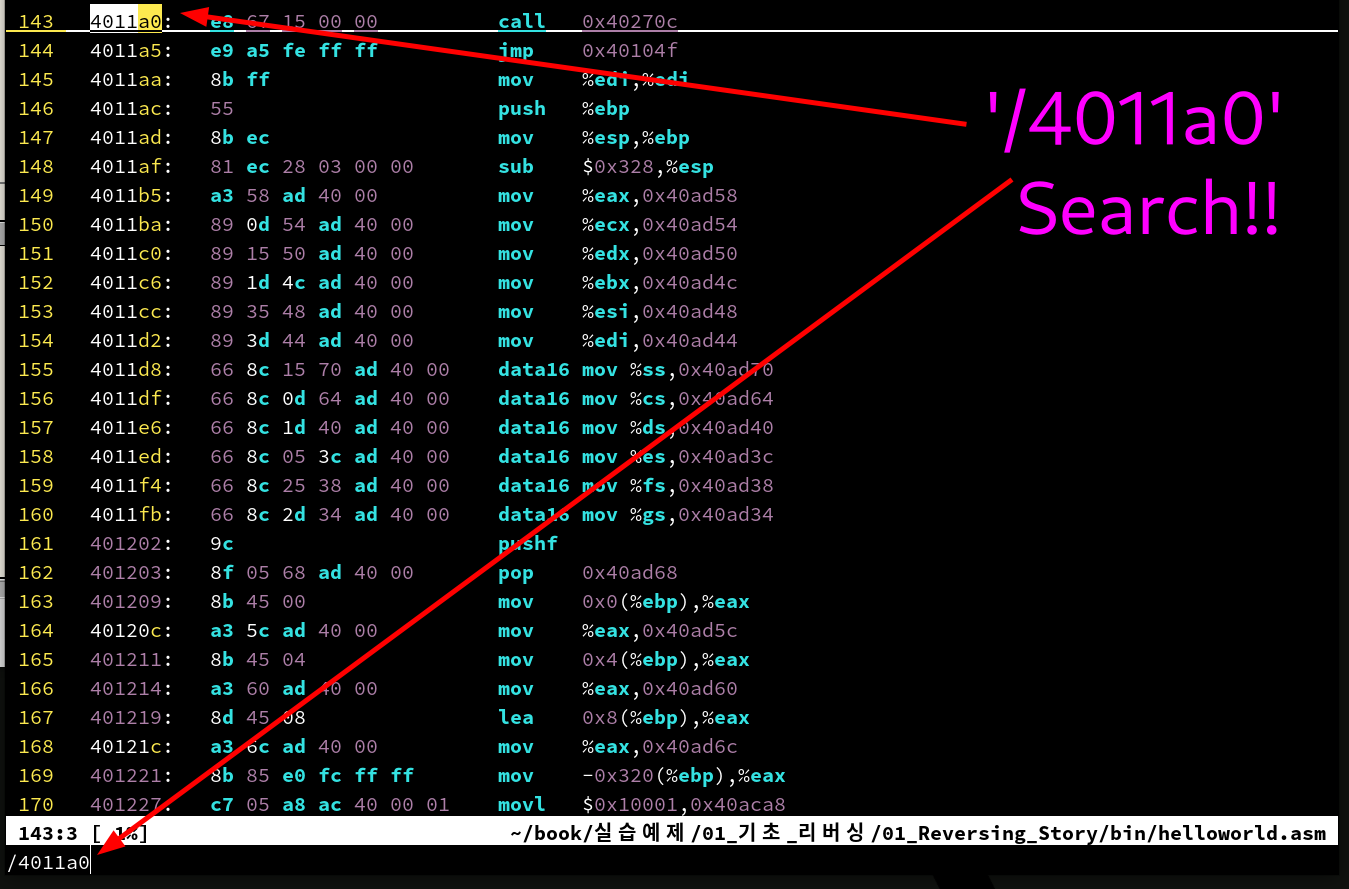 143 4011a0: e8 67 15 00 00 call 0x40270c
144 4011a5: e9 a5 fe ff ff jmp 0x40104f
145 4011aa: 8b ff mov %edi,%edi
146 4011ac: 55 push %ebp
147 4011ad: 8b ec mov %esp,%ebp
148 4011af: 81 ec 28 03 00 00 sub $0x328,%esp
149 4011b5: a3 58 ad 40 00 mov %eax,0x40ad58
150 4011ba: 89 0d 54 ad 40 00 mov %ecx,0x40ad54
151 4011c0: 89 15 50 ad 40 00 mov %edx,0x40ad50
152 4011c6: 89 1d 4c ad 40 00 mov %ebx,0x40ad4c
153 4011cc: 89 35 48 ad 40 00 mov %esi,0x40ad48
154 4011d2: 89 3d 44 ad 40 00 mov %edi,0x40ad44
155 4011d8: 66 8c 15 70 ad 40 00 data16 mov %ss,0x40ad70
156 4011df: 66 8c 0d 64 ad 40 00 data16 mov %cs,0x40ad64
157 4011e6: 66 8c 1d 40 ad 40 00 data16 mov %ds,0x40ad40
158 4011ed: 66 8c 05 3c ad 40 00 data16 mov %es,0x40ad3c
159 4011f4: 66 8c 25 38 ad 40 00 data16 mov %fs,0x40ad38
160 4011fb: 66 8c 2d 34 ad 40 00 data16 mov %gs,0x40ad34
161 401202: 9c pushf
162 401203: 8f 05 68 ad 40 00 pop 0x40ad68
163 401209: 8b 45 00 mov 0x0(%ebp),%eax
164 40120c: a3 5c ad 40 00 mov %eax,0x40ad5c
165 401211: 8b 45 04 mov 0x4(%ebp),%eax
166 401214: a3 60 ad 40 00 mov %eax,0x40ad60
167 401219: 8d 45 08 lea 0x8(%ebp),%eax
168 40121c: a3 6c ad 40 00 mov %eax,0x40ad6c
169 401221: 8b 85 e0 fc ff ff mov -0x320(%ebp),%eax
170 401227: c7 05 a8 ac 40 00 01 movl $0x10001,0x40aca8
143:3 [ 1%] ~/book/실습예제/01_기초_리버싱/01_Reversing_Story/bin/helloworld.asm
/4011a0
'/4011a0'
Search!!